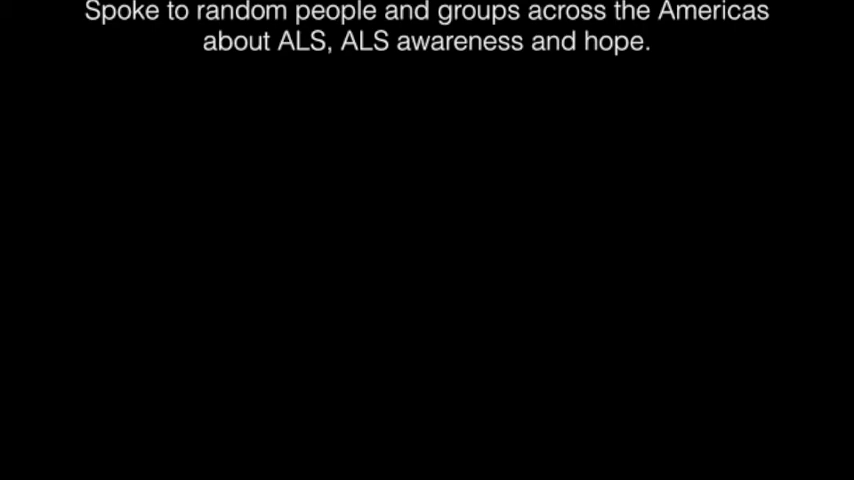 Spoke to random people and groups across the Americas
about ALS, ALS awareness and hope.